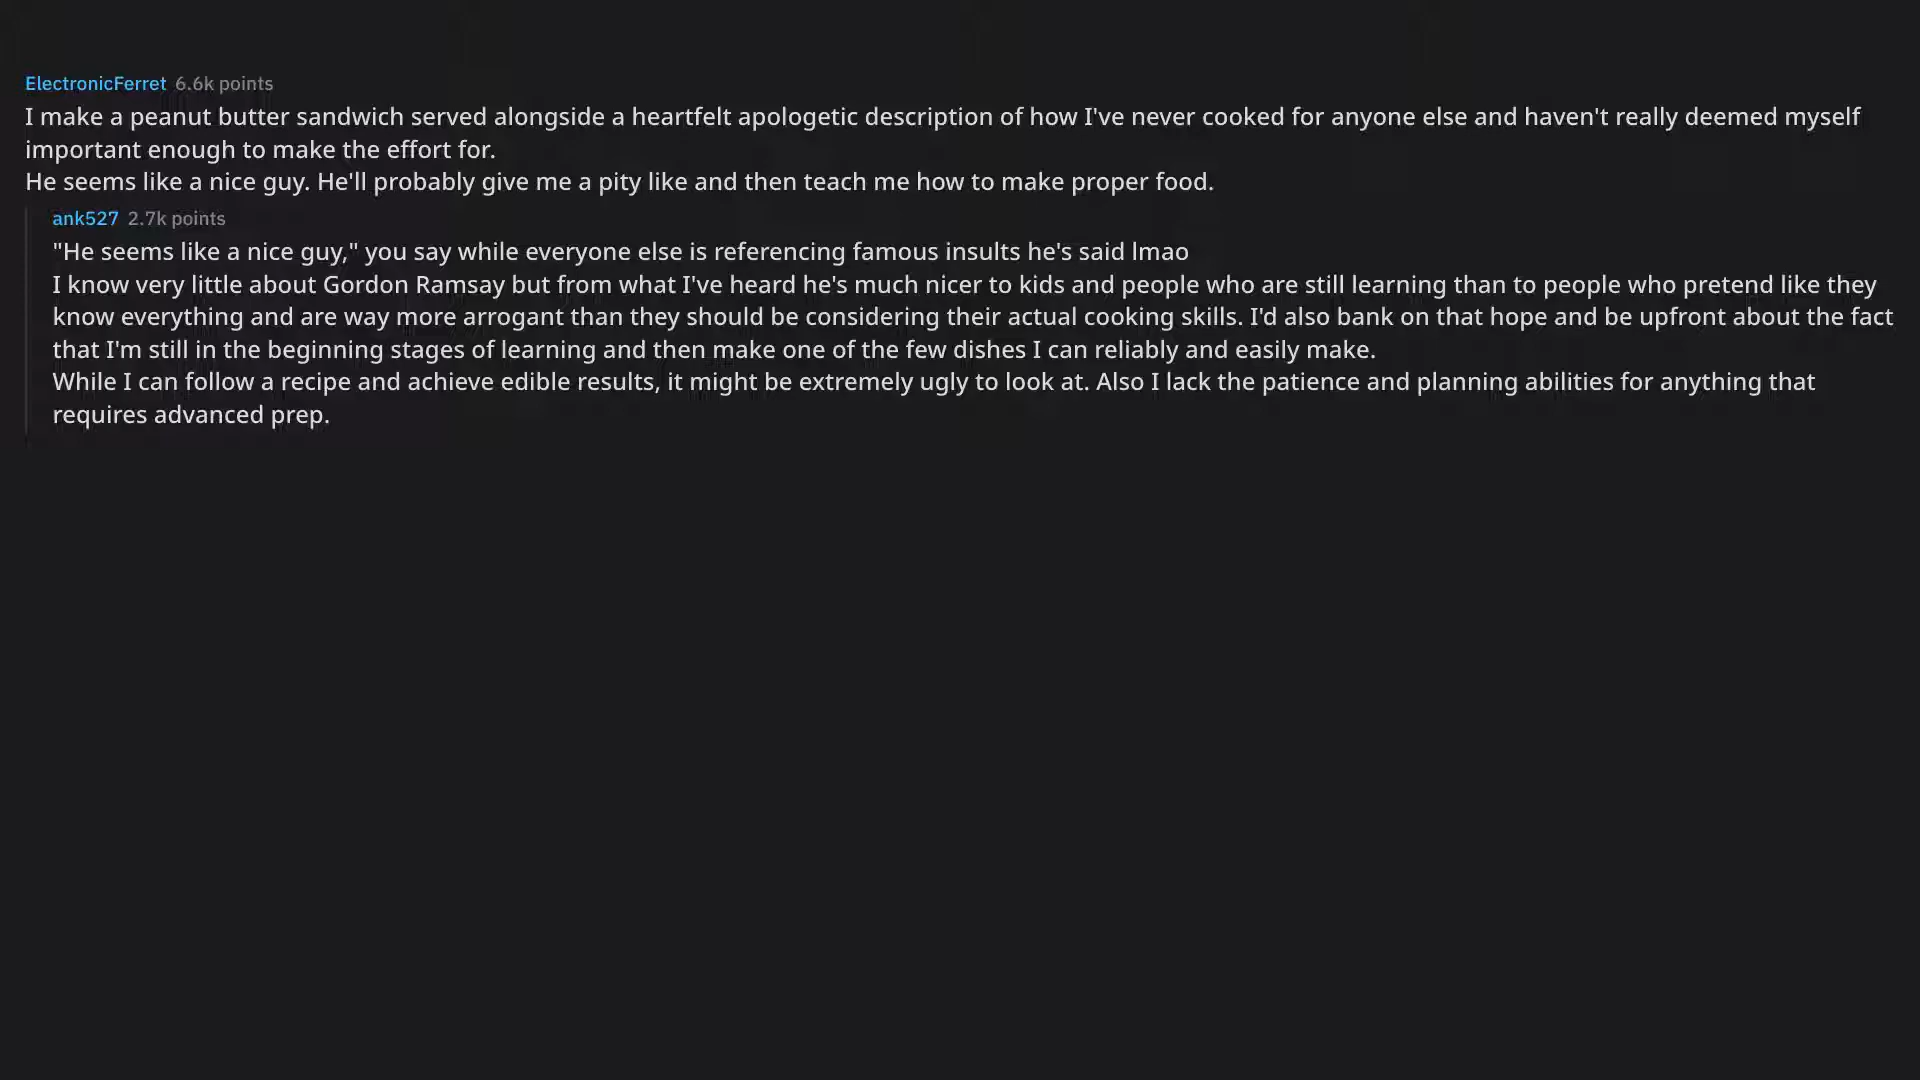 ElectronicFerret 6.6k points
I make a peanut butter sandwich served alongside a heartfelt apologetic description of how I've never cooked for anyone else and haven't really deemed myself
important enough to make the effort for.
He seems like a nice guy. He'll probably give me a pity like and then teach me how to make proper food.
ank527 2.7k points
"He seems like a nice guy," you say while everyone else is referencing famous insults he's said lmao
I know very little about Gordon Ramsay but from what I've heard he's much nicer to kids and people who are still learning than to people who pretend like they
know everything and are way more arrogant than they should be considering their actual cooking skills. I'd also bank on that hope and be upfront about the fact
that I'm still in the beginning stages of learning and then make one of the few dishes I can reliably and easily make.
While I can follow a recipe and achieve edible results, it might be extremely ugly to look at. Also I lack the patience and planning abilities for anything that
requires advanced prep.